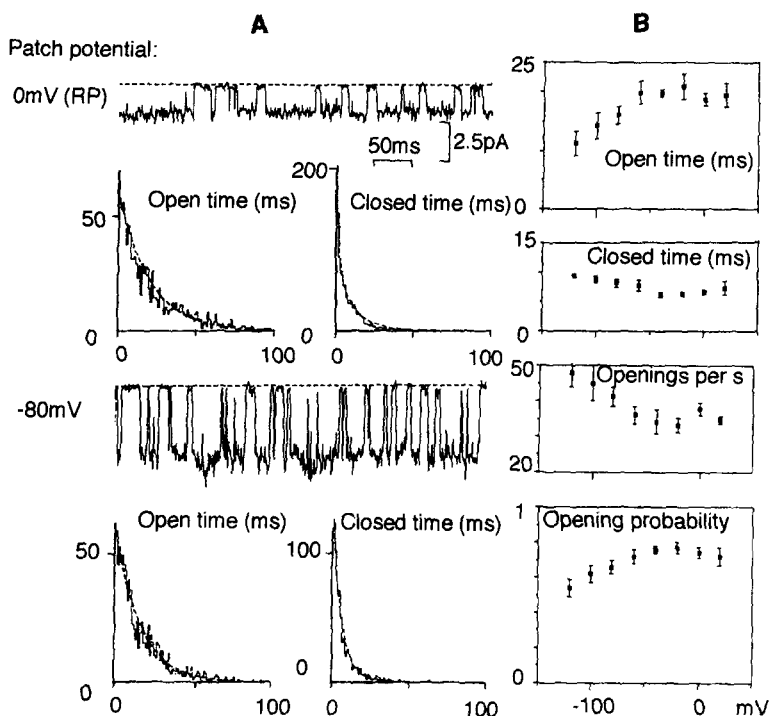 A
B
Patch potential:
0mV (RP)
50ms
2.5pA
Open time (ms)
50
0
0
100
Closed time (ms)
200
0
0
100
-80mV
Open time (ms)
50
0
0
100
Closed time (ms)
100
0
0
100
25
Open time (ms)
0
15
Closed time (ms)
0
50
Openings per s
20
1
Opening probability
0
-100
0
mV